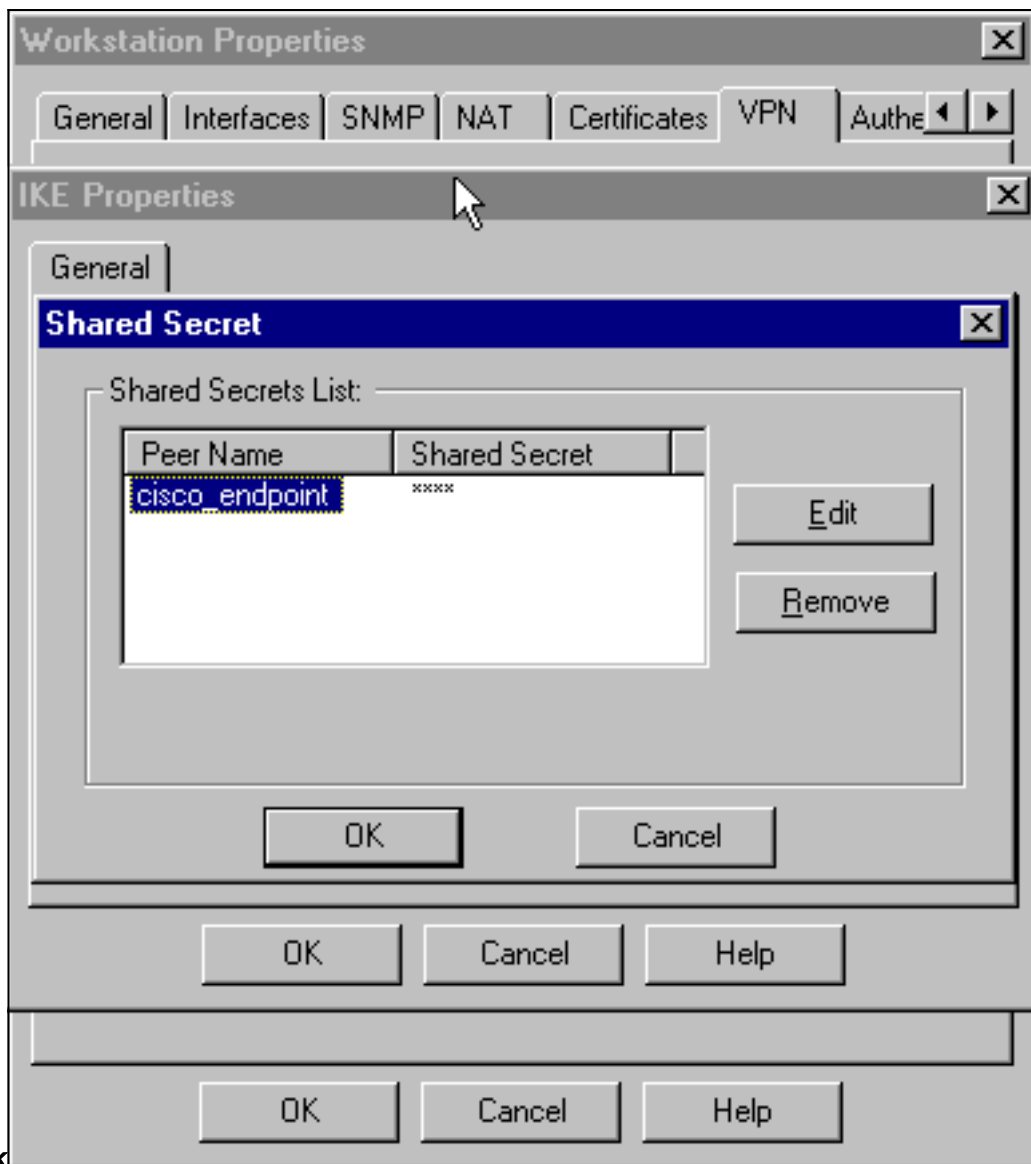 Workstation Properties
General Interfaces SNMP NAT Certificates VPN Authe
IKE Properties
General
Shared Secret
Shared Secrets List:
Peer Name Shared Secret
cisco_endpoint ****
Edit
Remove
OK Cancel
OK Cancel Help
OK Cancel Help